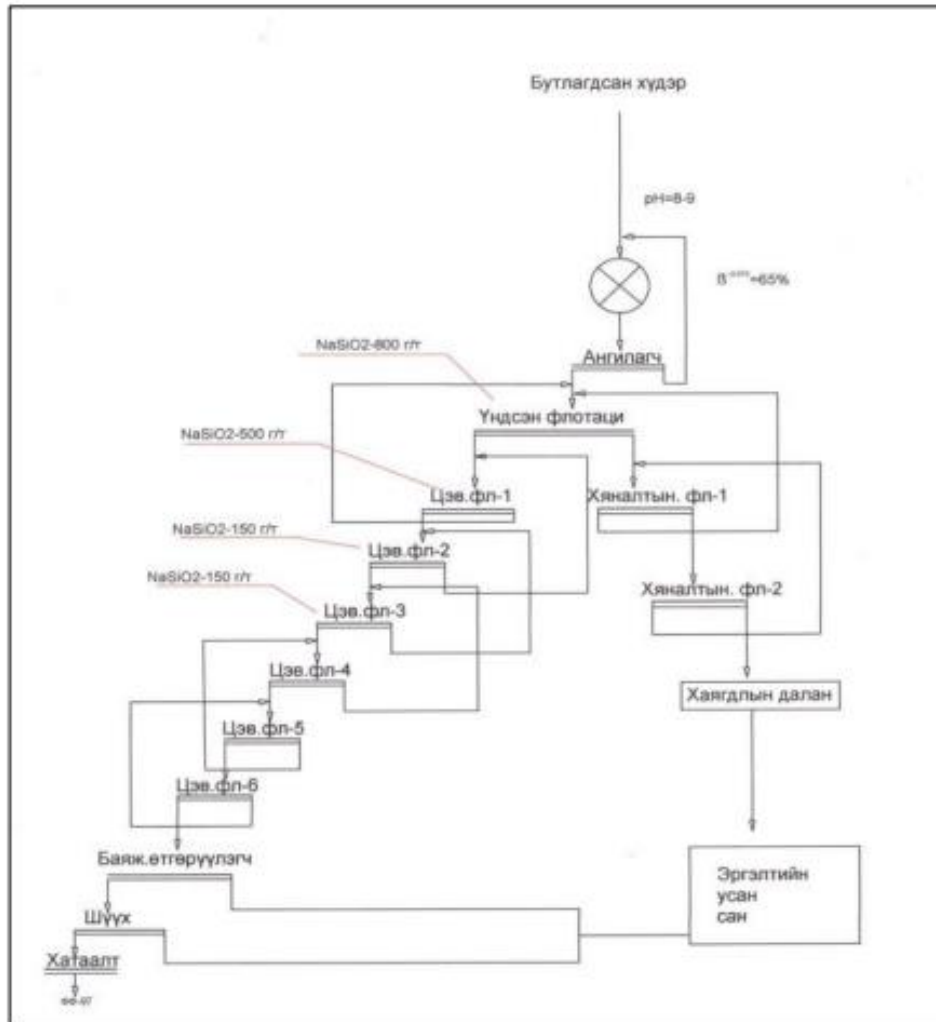 Бутлагдсан хүдэр
pH=8-9
=65%
Ангилагч
NaSiO2-800 г/т
Үндсэн флотаци
NaSiO2-500 г/т
Цэв.фл-1
Хяналтын. фл-1
NaSiO2-150 г/т
Цэв.фл-2
NaSiO2-150 г/т
Цэв.фл-3
Хяналтын. фл-2
Цэв.фл-4
Хаягдлын далан
Цэв.фл-5
Цэв.фл-6
Баяж.өтгөрүүлэгч
Эргэлтийн
усан
сан
Шүүх
Хатаалт